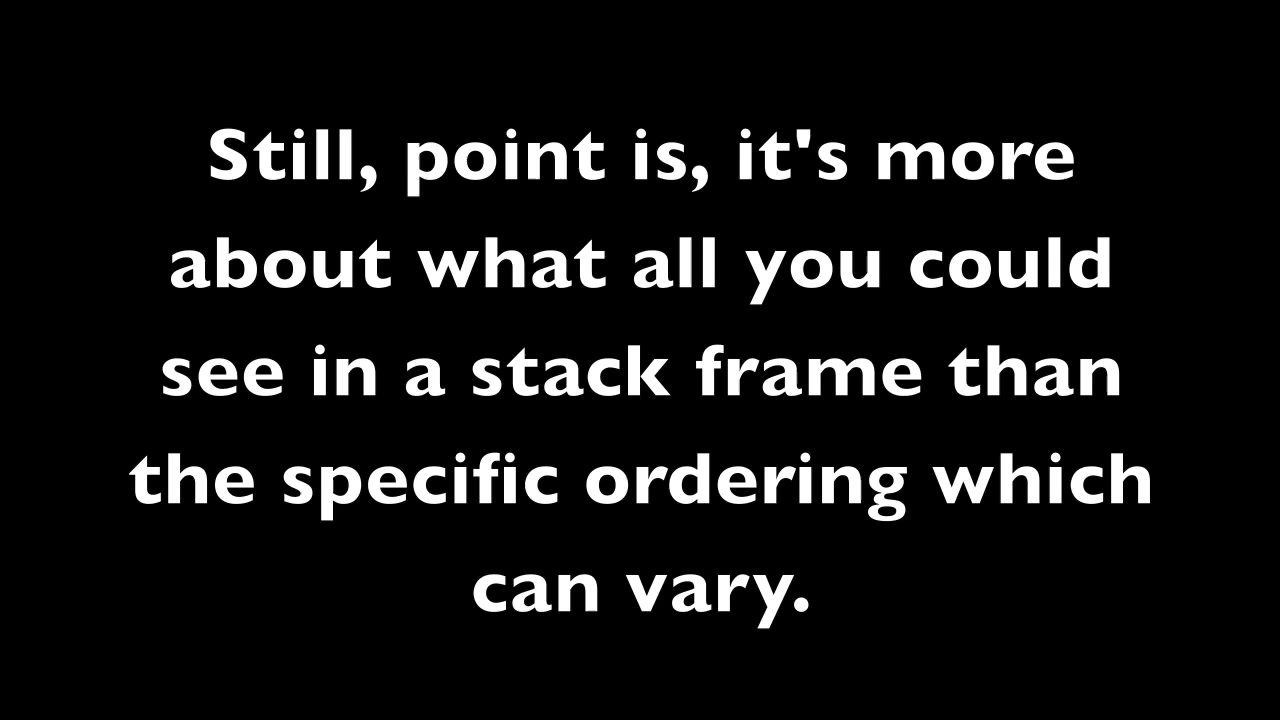 Still, point is, it's more
about what all you could
see in a stack frame than
the specific ordering which
can vary.